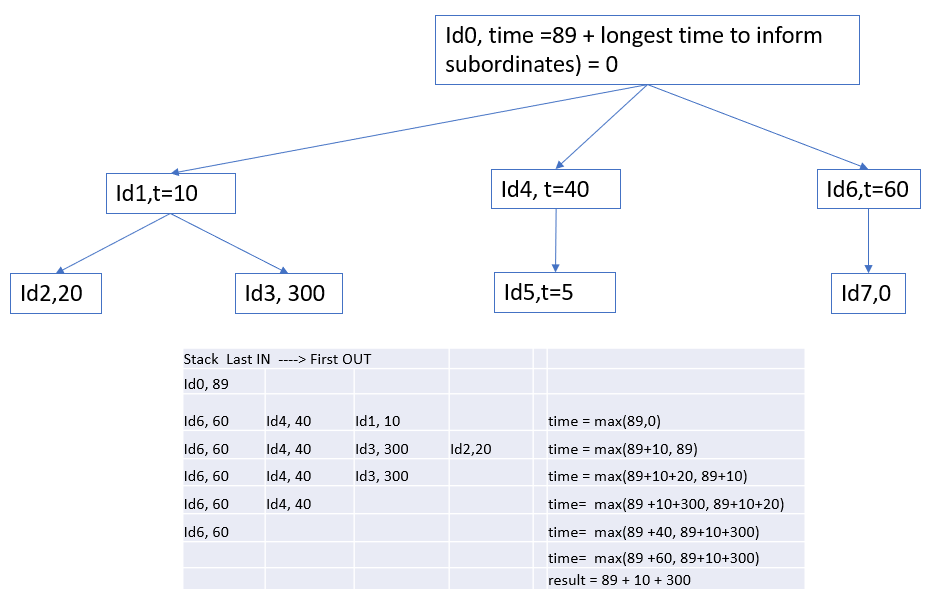 Id0, time =89 + longest time to inform
subordinates) = 0
Id1,t=10
Id4, t=40
Id6,t=60
Id2,20
Id3, 300
Id5,t=5
Id7,0
Stack Last IN ----> First OUT
Id0, 89
Id6, 60 Id4, 40 Id1, 10 time = max(89,0)
Id6, 60 Id4, 40 Id3, 300 Id2,20 time = max(89+10, 89)
Id6, 60 Id4, 40 Id3, 300 time = max(89+10+20, 89+10)
Id6, 60 Id4, 40 time= max(89 +10+300, 89+10+20)
Id6, 60 time= max(89 +40, 89+10+300)
time= max(89 +60, 89+10+300)
result = 89 + 10 + 300